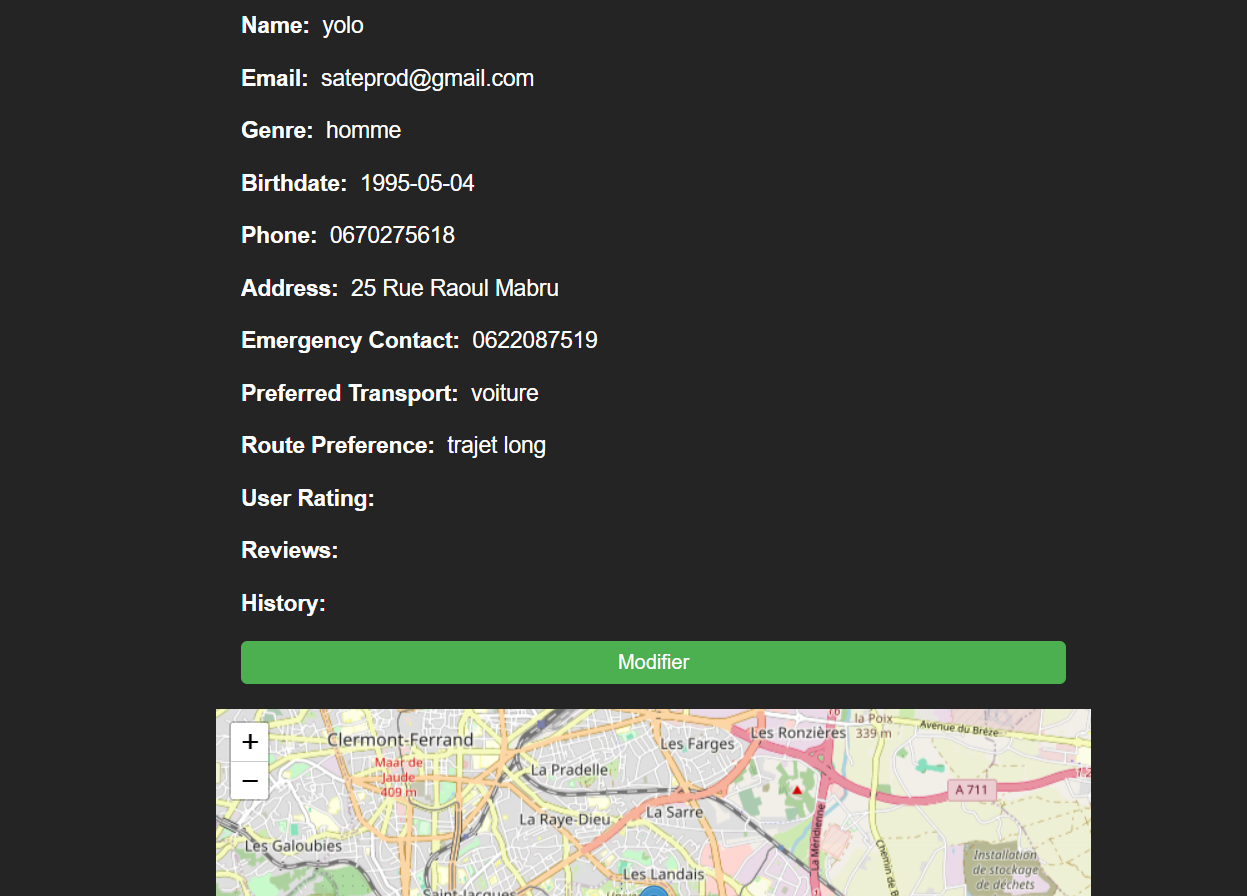 Name: yolo
Email: sateprod@gmail.com
Genre: homme
Birthdate: 1995-05-04
Phone: 0670275618
Address: 25 Rue Raoul Mabru
Emergency Contact: 0622087519
Preferred Transport: voiture
Route Preference: trajet long
User Rating:
Reviews:
History:
Modifier
+
−
Clermont-Ferrand
Maar de
Jaude
409 m
Les Farges
Les Ronzières
la Poix
339 m
Avenue du Brèze
La Pradelle
A 711
La Raye-Dieu
La Sarre
La Méridienne
Les Galoubies
Installation
de stockage
de déchets
Les Landais
Saint-Jacques